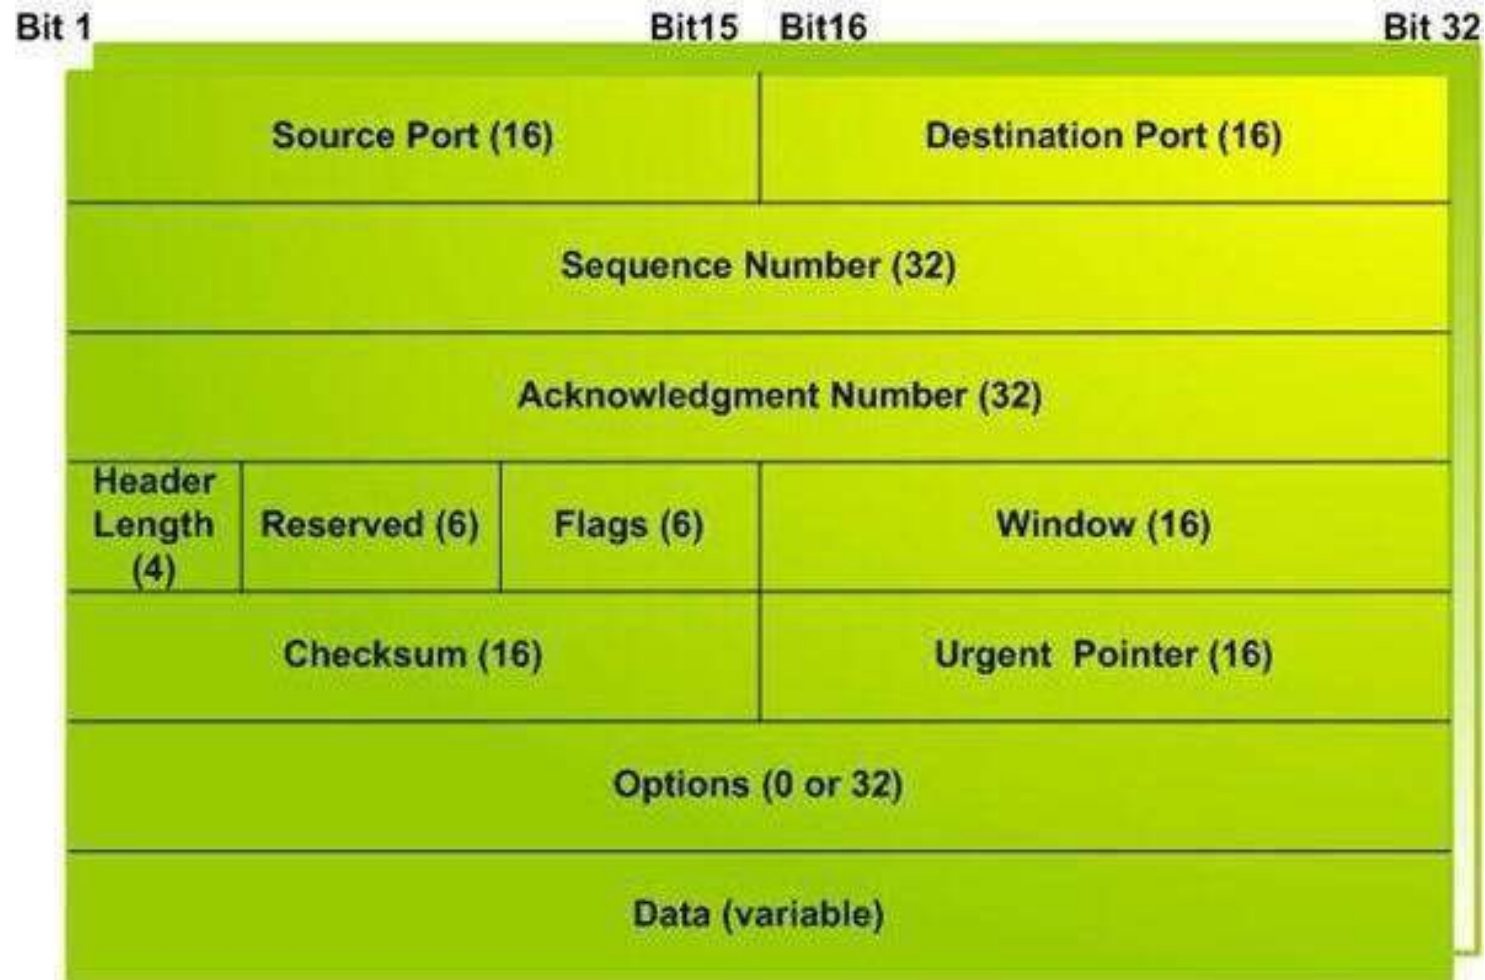 Bit 1 Bit15 Bit16 Bit 32
Source Port (16) Destination Port (16)
Sequence Number (32)
Acknowledgment Number (32)
Header
Length
(4)
Reserved (6) Flags (6) Window (16)
Checksum (16) Urgent Pointer (16)
Options (0 or 32)
Data (variable)